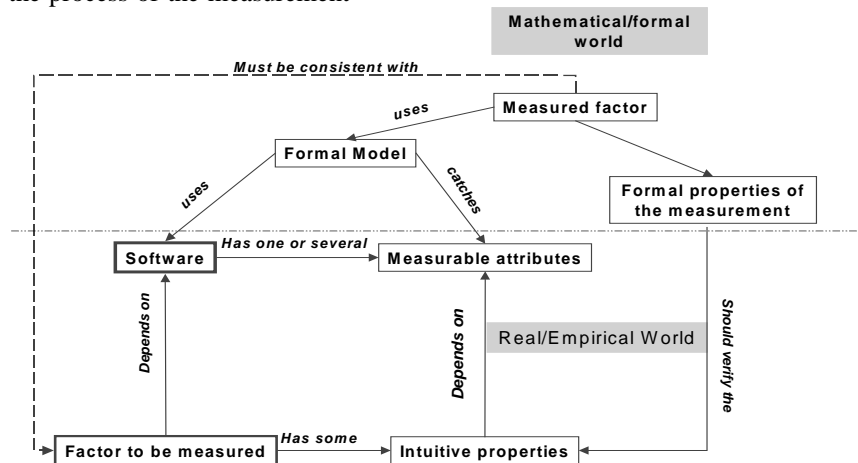 the process of the measurement
Mathematical/formal
world
Must be consistent with
Measured factor
uses
Formal Model
catches
uses
Formal properties of
the measurement
Has one or several
Software
Measurable attributes
Depends on
Depends on
Real/Empirical World
Should verify the
Factor to be measured
Has some
Intuitive properties